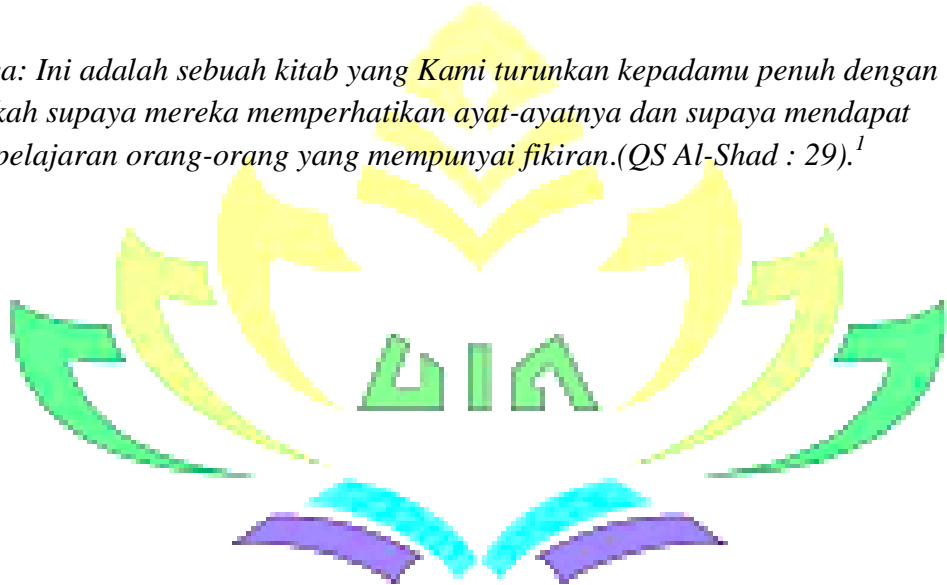 a: Ini adalah sebuah kitab yang Kami turunkan kepadamu penuh dengan
kah supaya mereka memperhatikan ayat-ayatnya dan supaya mendapat
pelajaran orang-orang yang mempunyai fikiran.(QS Al-Shad : 29).¹
UIN